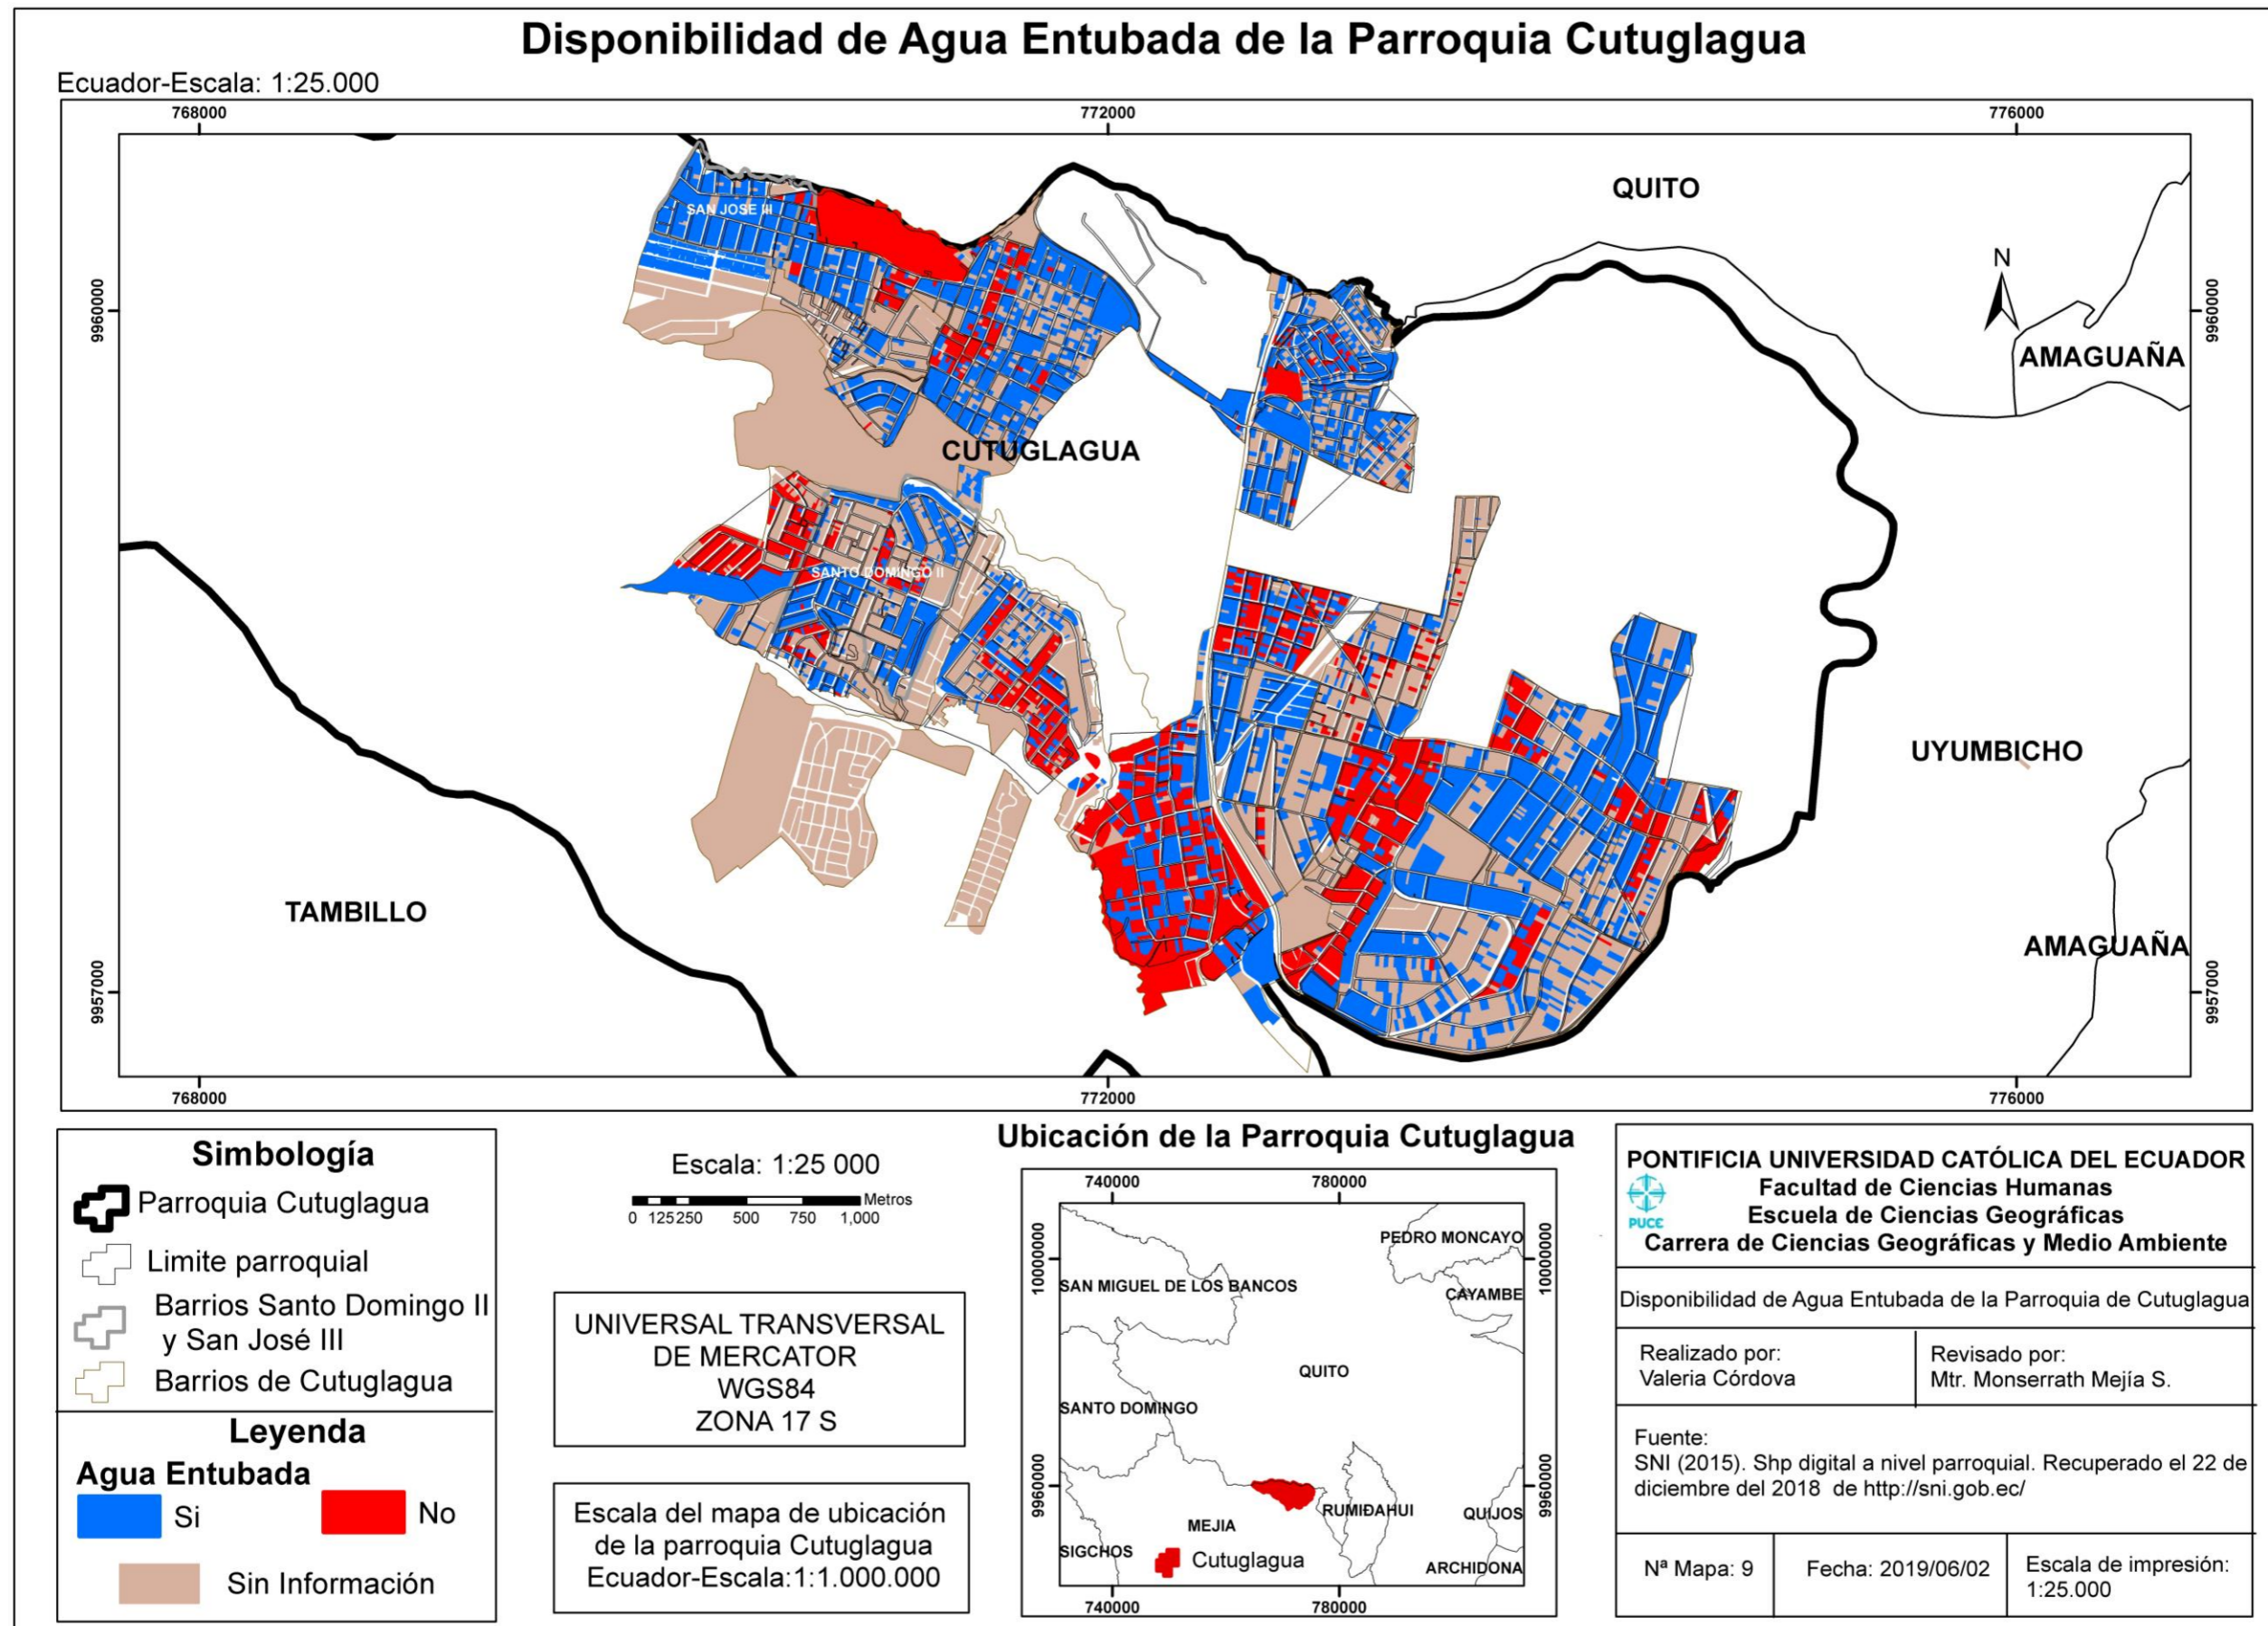 Disponibilidad de Agua Entubada de la Parroquia Cutuglagua
Ecuador-Escala: 1:25.000
768000
772000
776000
9960000
9960000
9957000
9957000
N
QUITO
SAN JOSE III
AMAGUAÑA
CUTUGLAGUA
SANTO DOMINGO II
UYUMBICHO
TAMBILLO
AMAGUAÑA
768000
772000
776000
Simbología
Parroquia Cutuglagua
Limite parroquial
Barrios Santo Domingo II
y San José III
Barrios de Cutuglagua
Leyenda
Agua Entubada
Si
No
Sin Información
Escala: 1:25 000
Metros
0 125 250 500 750 1,000
UNIVERSAL TRANSVERSAL
DE MERCATOR
WGS84
ZONA 17 S
Escala del mapa de ubicación
de la parroquia Cutuglagua
Ecuador-Escala:1:1.000.000
Ubicación de la Parroquia Cutuglagua
740000
780000
10000000
10000000
PEDRO MONCAYO
SAN MIGUEL DE LOS BANCOS
CAYAMBE
QUITO
SANTO DOMINGO
9960000
9960000
RUMIÐAHUI
QUIJOS
MEJIA
SIGCHOS
Cutuglagua
ARCHIDONA
740000
780000
PONTIFICIA UNIVERSIDAD CATÓLICA DEL ECUADOR
Facultad de Ciencias Humanas
Escuela de Ciencias Geográficas
PUCE
Carrera de Ciencias Geográficas y Medio Ambiente
Disponibilidad de Agua Entubada de la Parroquia de Cutuglagua
Realizado por:
Valeria Córdova
Revisado por:
Mtr. Monserrath Mejía S.
Fuente:
SNI (2015). Shp digital a nivel parroquial. Recuperado el 22 de
diciembre del 2018 de http://sni.gob.ec/
Nª Mapa: 9
Fecha: 2019/06/02
Escala de impresión:
1:25.000